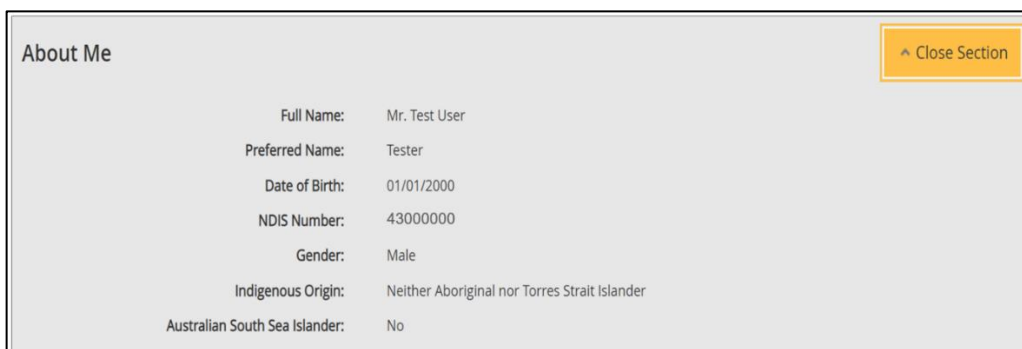 About Me
^ Close Section
Full Name: Mr. Test User
Preferred Name: Tester
Date of Birth: 01/01/2000
NDIS Number: 43000000
Gender: Male
Indigenous Origin: Neither Aboriginal nor Torres Strait Islander
Australian South Sea Islander: No